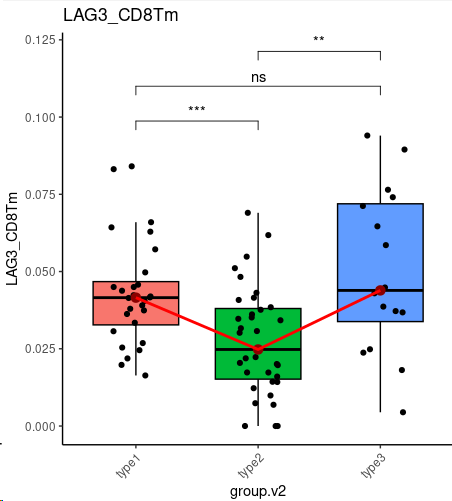 LAG3_CD8Tm
0.125
**
ns
0.100
***
0.075
LAG3_CD8Tm
0.050
0.025
0.000
type1
type2
type3
group.v2